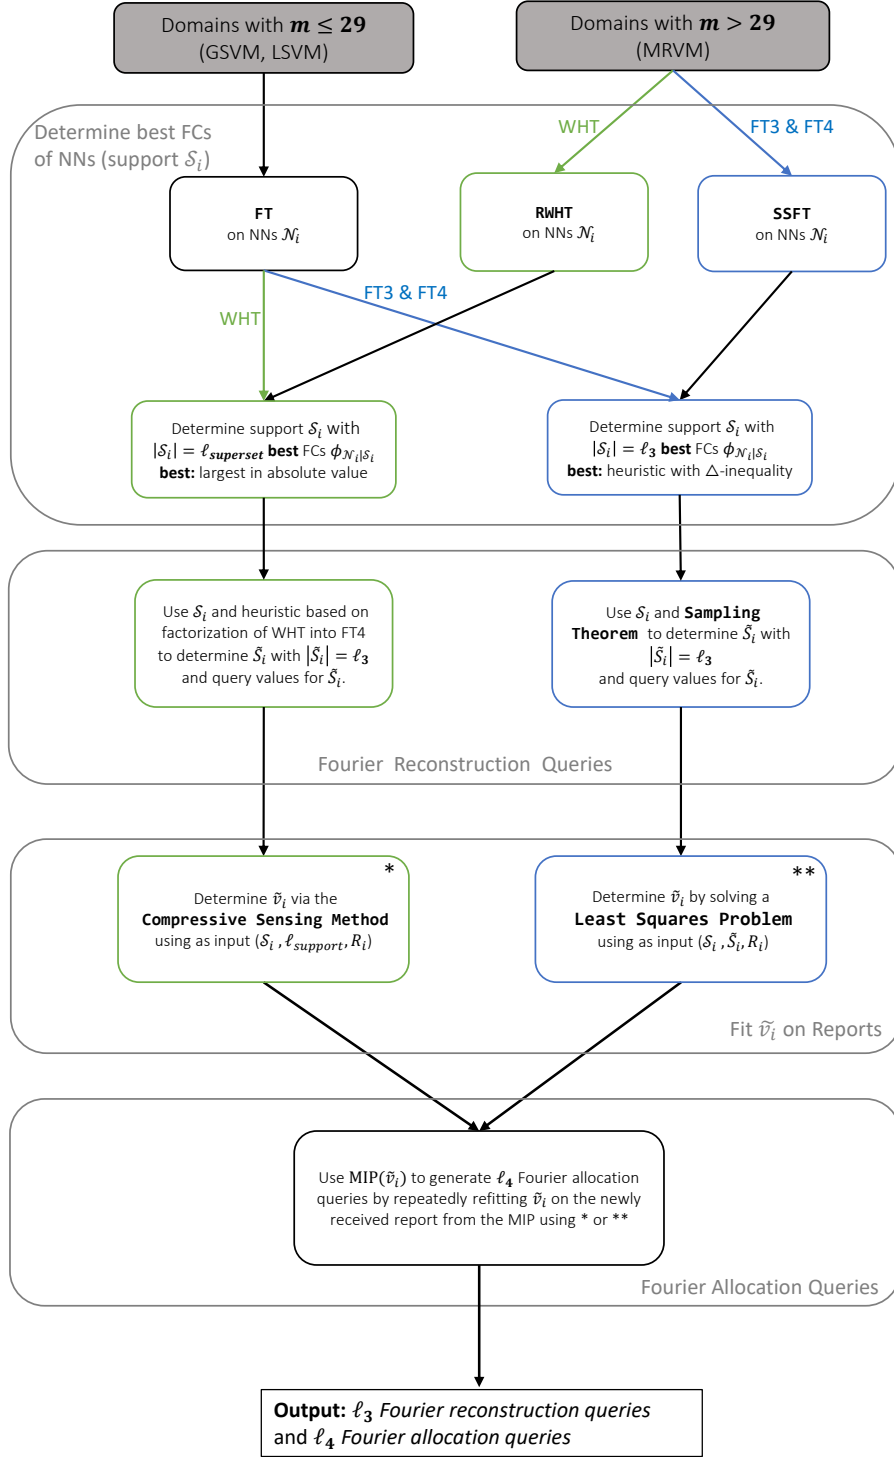 Domains with m ≤ 29
(GSVM, LSVM)
Domains with m > 29
(MRVM)
Determine best FCs
of NNs (support 𝒮ᵢ)
WHT
FT3 & FT4
FT
on NNs 𝒩ᵢ
RWHT
on NNs 𝒩ᵢ
SSFT
on NNs 𝒩ᵢ
WHT
FT3 & FT4
Determine support 𝒮ᵢ with
|𝒮ᵢ| = ℓ_superset best FCs ϕ_{𝒩ᵢ|𝒮ᵢ}
best: largest in absolute value
Determine support 𝒮ᵢ with
|𝒮ᵢ| = ℓ₃ best FCs ϕ_{𝒩ᵢ|𝒮ᵢ}
best: heuristic with △-inequality
Use 𝒮ᵢ and heuristic based on
factorization of WHT into FT4
to determine S̃ᵢ with |S̃ᵢ| = ℓ₃
and query values for S̃ᵢ.
Use 𝒮ᵢ and Sampling
Theorem to determine S̃ᵢ with
|S̃ᵢ| = ℓ₃
and query values for S̃ᵢ.
Fourier Reconstruction Queries
*
Determine ṽᵢ via the
Compressive Sensing Method
using as input (𝒮ᵢ , ℓ_support, Rᵢ)
**
Determine ṽᵢ by solving a
Least Squares Problem
using as input (𝒮ᵢ , S̃ᵢ, Rᵢ)
Fit ṽᵢ on Reports
Use MIP(ṽᵢ) to generate ℓ₄ Fourier allocation
queries by repeatedly refitting ṽᵢ on the newly
received report from the MIP using * or **
Fourier Allocation Queries
Output: ℓ₃ Fourier reconstruction queries
and ℓ₄ Fourier allocation queries